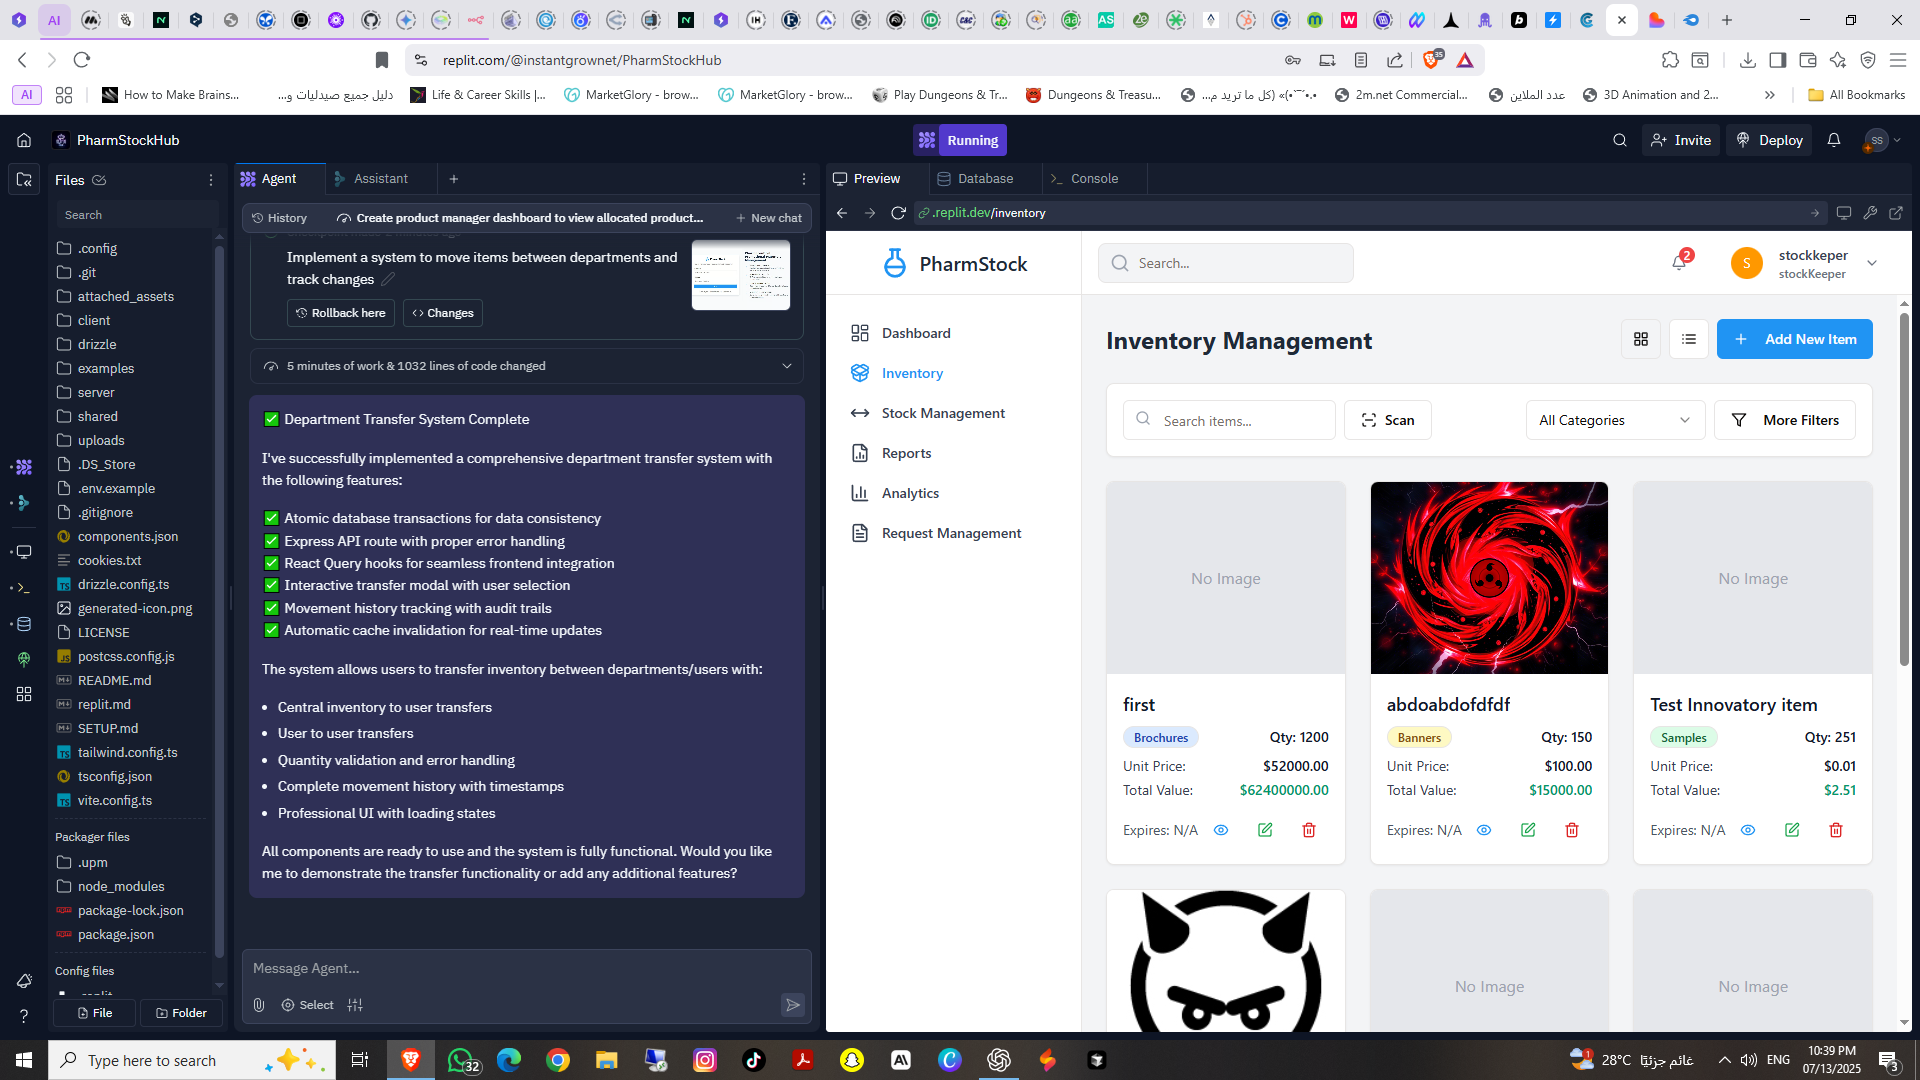 replit.com/@instantgrownet/PharmStockHub
35
AI
How to Make Brains...
دليل جميع صيدليات و...
Life & Career Skills |...
MarketGlory - brow...
MarketGlory - brow...
Play Dungeons & Tr...
Dungeons & Treasu...
2m.net Commercial...
عدد الملاين
3D Animation and 2...
All Bookmarks
PharmStockHub
Running
Invite
Deploy
SS
Files
Search
.config
.git
attached_assets
client
drizzle
examples
server
shared
uploads
.DS_Store
.env.example
.gitignore
components.json
cookies.txt
drizzle.config.ts
generated-icon.png
LICENSE
postcss.config.js
README.md
replit.md
SETUP.md
tailwind.config.ts
tsconfig.json
vite.config.ts
Packager files
.upm
node_modules
package-lock.json
package.json
Config files
File
Folder
Agent
Assistant
History
Create product manager dashboard to view allocated product...
New chat
Implement a system to move items between departments and
track changes
Rollback here
Changes
5 minutes of work & 1032 lines of code changed
✅ Department Transfer System Complete
I've successfully implemented a comprehensive department transfer system with
the following features:
✅ Atomic database transactions for data consistency
✅ Express API route with proper error handling
✅ React Query hooks for seamless frontend integration
✅ Interactive transfer modal with user selection
✅ Movement history tracking with audit trails
✅ Automatic cache invalidation for real-time updates
The system allows users to transfer inventory between departments/users with:
• Central inventory to user transfers
• User to user transfers
• Quantity validation and error handling
• Complete movement history with timestamps
• Professional UI with loading states
All components are ready to use and the system is fully functional. Would you like
me to demonstrate the transfer functionality or add any additional features?
Message Agent...
Select
Preview
Database
Console
.replit.dev/inventory
PharmStock
Search...
2
S
stockkeper
stockKeeper
Dashboard
Inventory
Stock Management
Reports
Analytics
Request Management
Inventory Management
Add New Item
Search items...
Scan
All Categories
More Filters
No Image
first
Brochures
Qty: 1200
Unit Price:
$52000.00
Total Value:
$62400000.00
Expires: N/A
abdoabdofdfdf
Banners
Qty: 150
Unit Price:
$100.00
Total Value:
$15000.00
Expires: N/A
No Image
Test Innovatory item
Samples
Qty: 251
Unit Price:
$0.01
Total Value:
$2.51
Expires: N/A
No Image
No Image
Type here to search
32
28°C
غائم جزئيًا
ENG
10:39 PM
07/13/2025
3